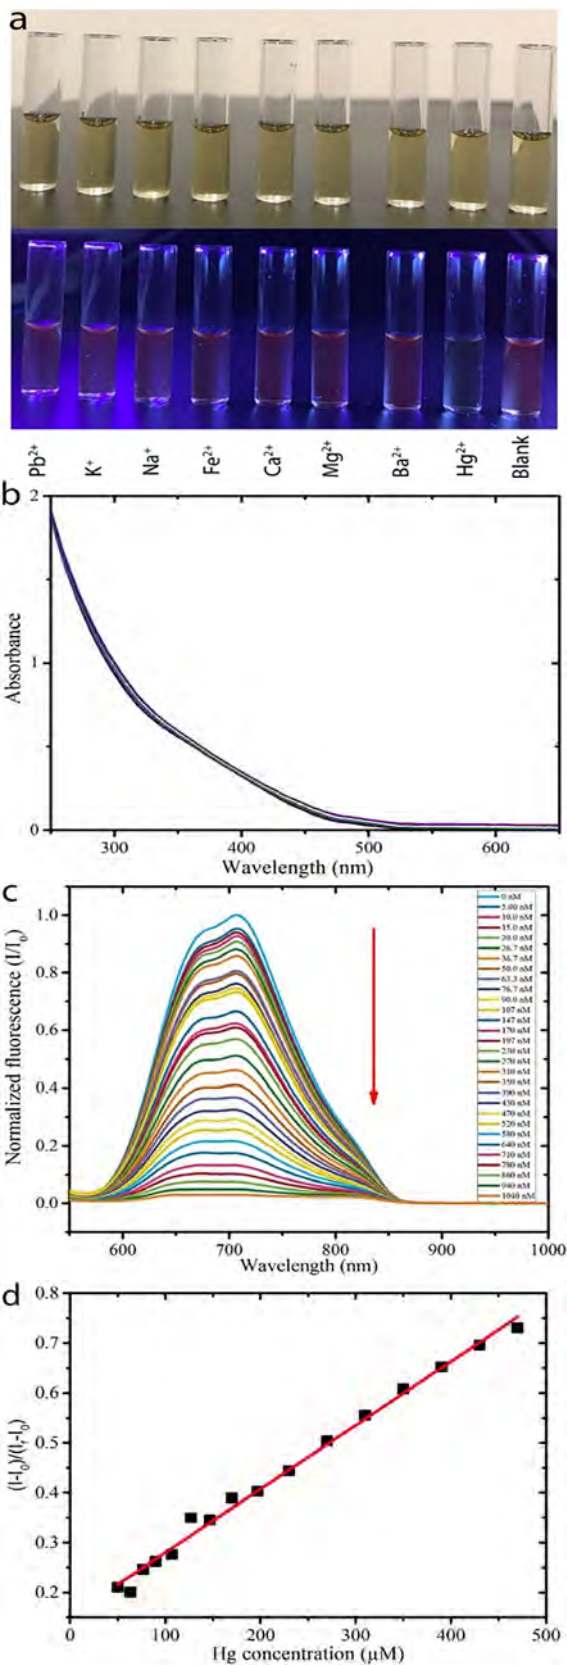 a
Pb²⁺
K⁺
Na⁺
Fe²⁺
Ca²⁺
Mg²⁺
Ba²⁺
Hg²⁺
Blank
b
2
1
0
Absorbance
300
400
500
600
Wavelength (nm)
c
1.0
0.8
0.6
0.4
0.2
0.0
Normalized fluorescence (I/I₀)
0 nM
5.00 nM
10.0 nM
15.0 nM
20.0 nM
26.7 nM
36.7 nM
50.0 nM
63.3 nM
76.7 nM
90.0 nM
107 nM
147 nM
170 nM
197 nM
230 nM
270 nM
310 nM
350 nM
390 nM
430 nM
470 nM
520 nM
580 nM
640 nM
710 nM
780 nM
860 nM
940 nM
1040 nM
600
700
800
900
1000
Wavelength (nm)
d
0.8
0.7
0.6
0.5
0.4
0.3
0.2
(I-I₀)/(Iբ-I₀)
0
100
200
300
400
500
Hg concentration (µM)